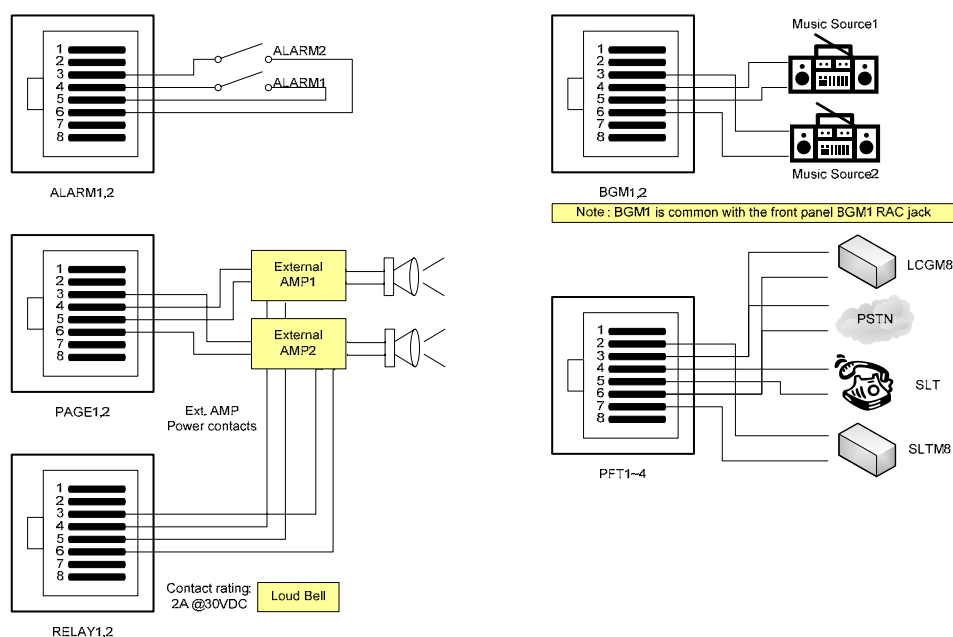 1
2
3
4
5
6
7
8
ALARM2
ALARM1
ALARM1,2
1
2
3
4
5
6
7
8
Music Source1
Music Source2
BGM1,2
Note : BGM1 is common with the front panel BGM1 RAC jack
1
2
3
4
5
6
7
8
External
AMP1
External
AMP2
PAGE1,2
Ext. AMP
Power contacts
1
2
3
4
5
6
7
8
LCGM8
PSTN
SLT
SLTM8
PFT1~4
1
2
3
4
5
6
7
8
Contact rating:
2A @30VDC
Loud Bell
RELAY1,2